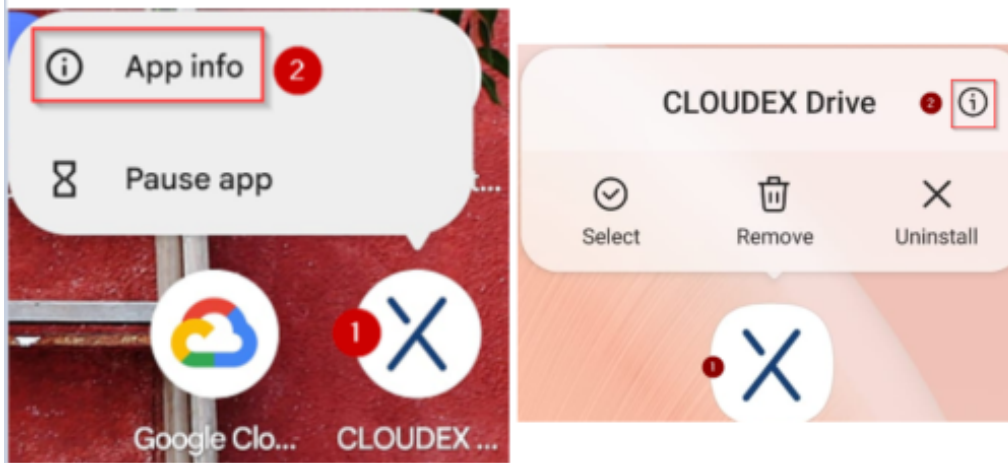 App info
2
Pause app
t...
1
Google Clo...
CLOUDEX ...
CLOUDEX Drive
2
Select
Remove
Uninstall
1